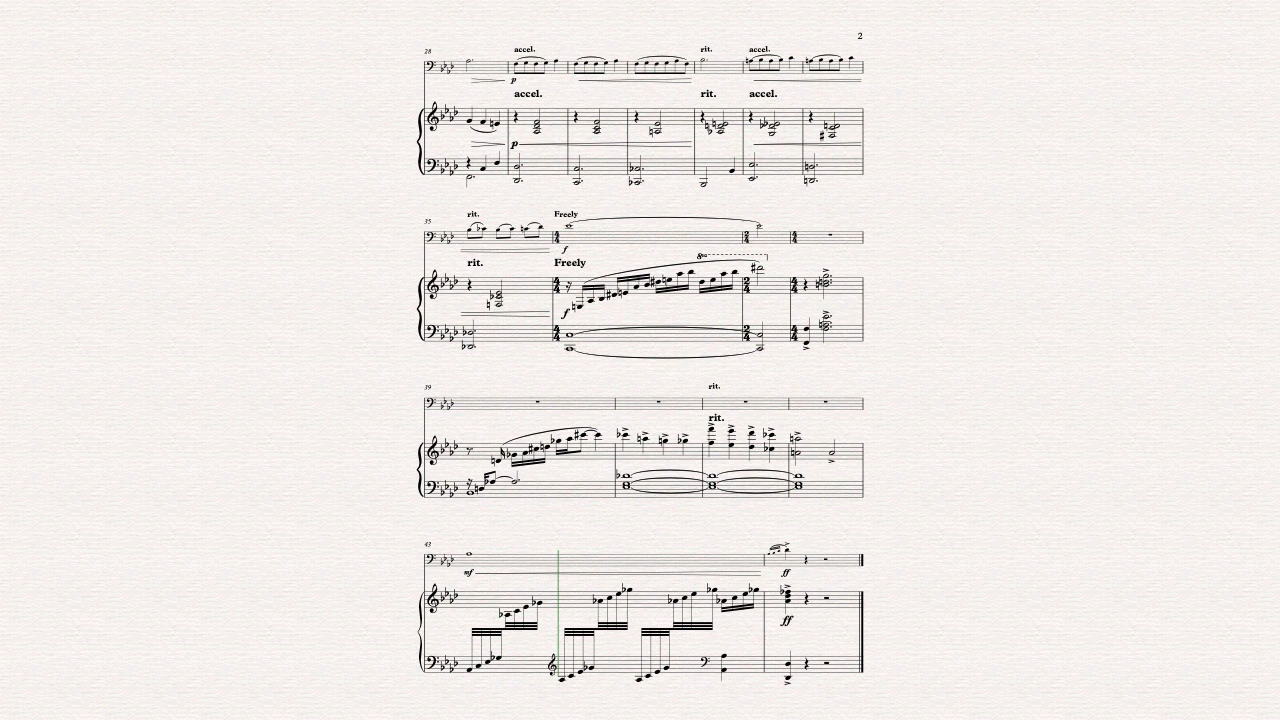 2
28
accel.
rit.
accel.
p
accel.
rit.
accel.
p
35
rit.
Freely
f
rit.
Freely
8va
f
39
rit.
rit.
43
mf
ff
ff